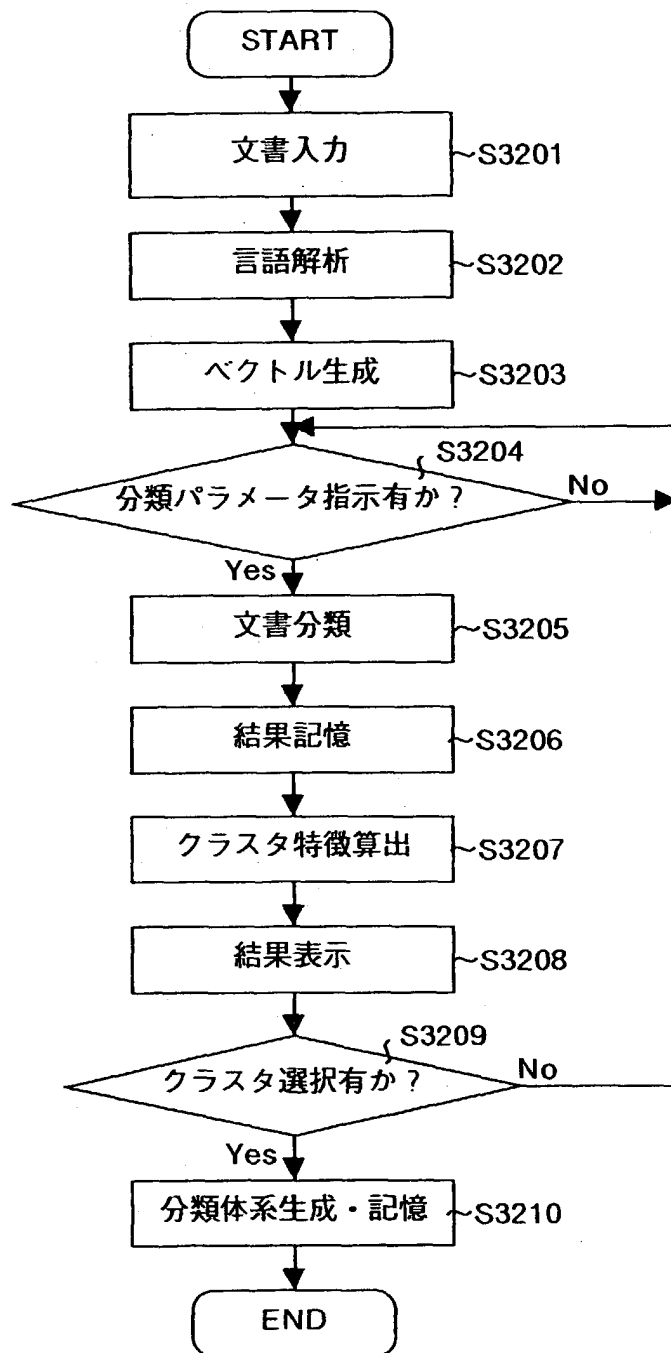 START
文書入力
~S3201
言語解析
~S3202
ベクトル生成
~S3203
S3204
分類パラメータ指示有か?
No
Yes
文書分類
~S3205
結果記憶
~S3206
クラスタ特徴算出
~S3207
結果表示
~S3208
S3209
クラスタ選択有か?
No
Yes
分類体系生成・記憶
~S3210
END